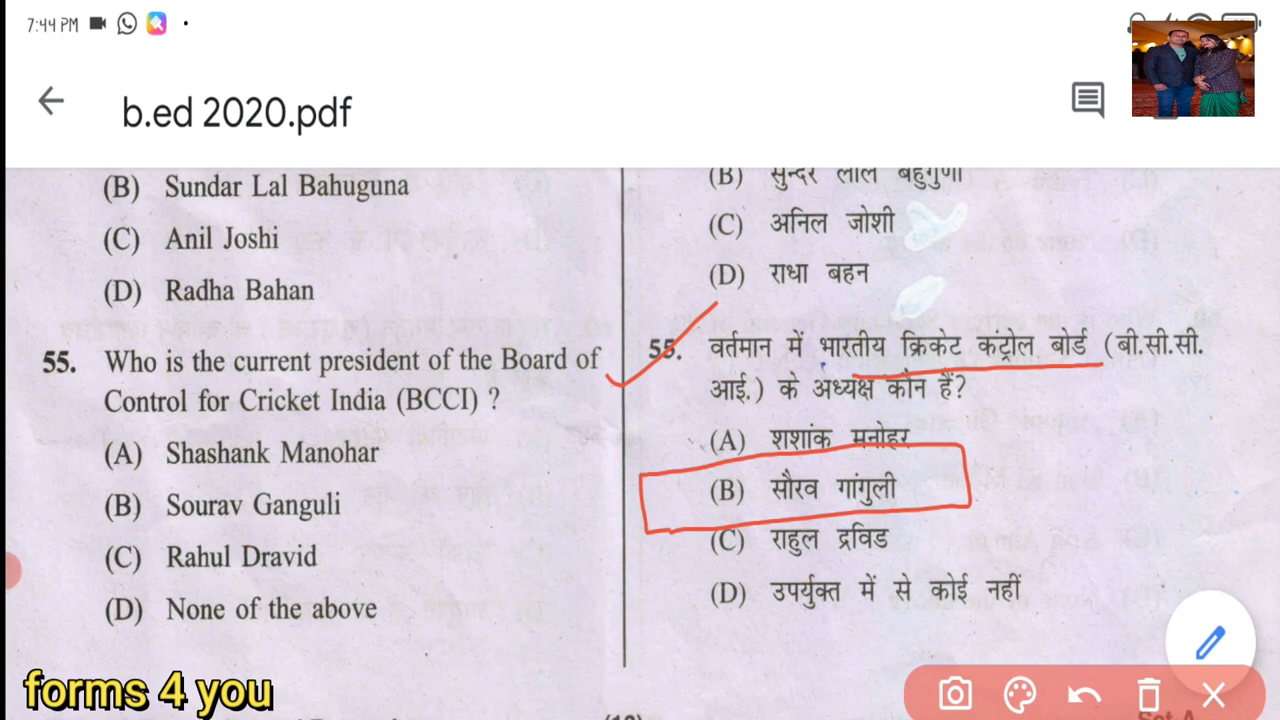 7:44 PM
b.ed 2020.pdf
(B) Sundar Lal Bahuguna
(C) Anil Joshi
(D) Radha Bahan
55. Who is the current president of the Board of
Control for Cricket India (BCCI) ?
(A) Shashank Manohar
(B) Sourav Ganguli
(C) Rahul Dravid
(D) None of the above
(B) सुन्दर लाल बहुगुणा
(C) अनिल जोशी
(D) राधा बहन
55. वर्तमान में भारतीय क्रिकेट कंट्रोल बोर्ड (बी.सी.सी.
आई.) के अध्यक्ष कौन हैं?
(A) शशांक मनोहर
(B) सौरव गांगुली
(C) राहुल द्रविड
(D) उपर्युक्त में से कोई नहीं
forms 4 you